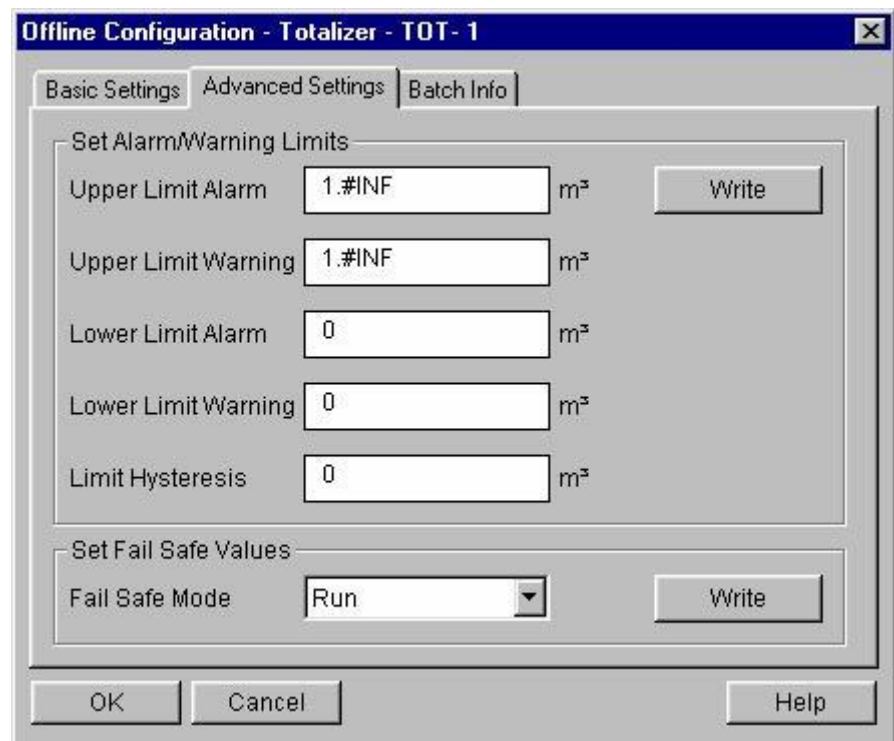 Offline Configuration - Totalizer - TOT- 1
Basic Settings Advanced Settings Batch Info
Set Alarm/Warning Limits
Upper Limit Alarm 1.#INF m³ Write
Upper Limit Warning 1.#INF m³
Lower Limit Alarm 0 m³
Lower Limit Warning 0 m³
Limit Hysteresis 0 m³
Set Fail Safe Values
Fail Safe Mode Run Write
OK Cancel Help